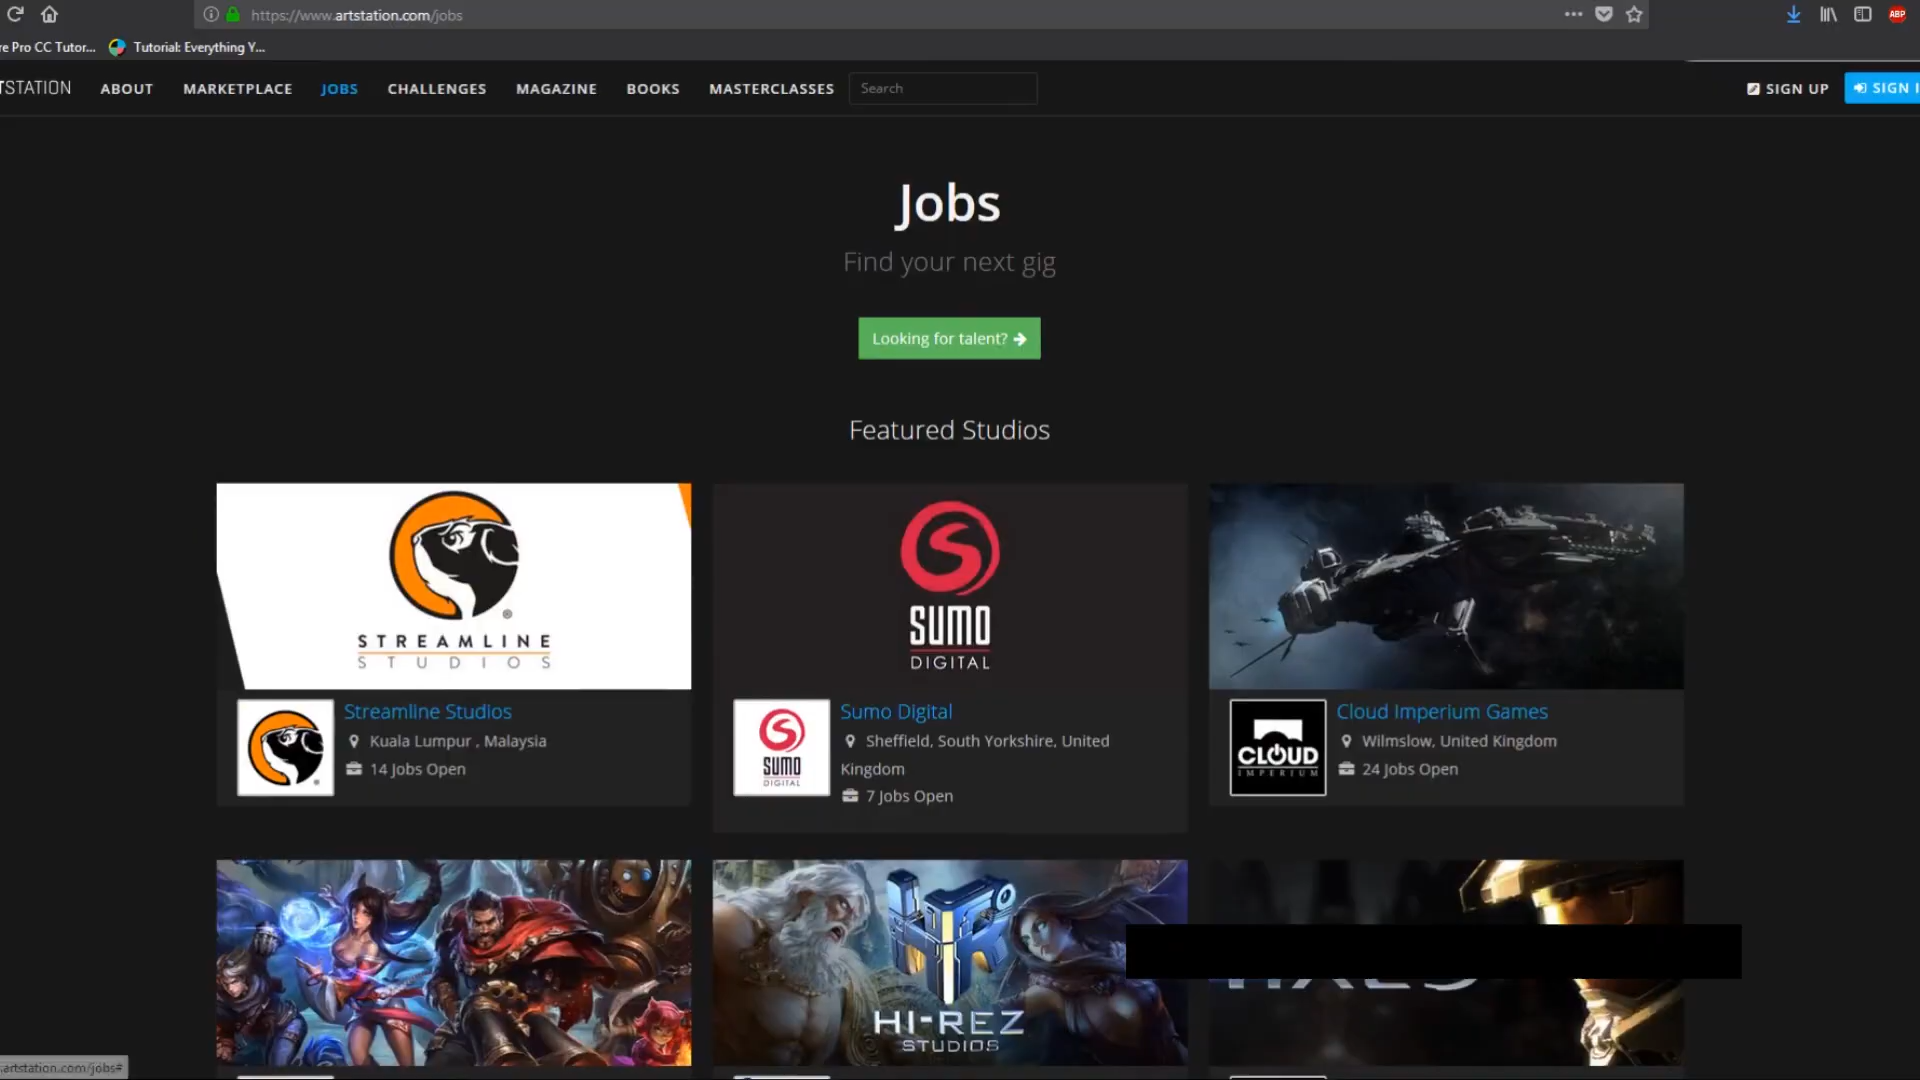 https://www.artstation.com/jobs
re Pro CC Tutor...
Tutorial: Everything Y...
ABP
TSTATION
ABOUT
MARKETPLACE
JOBS
CHALLENGES
MAGAZINE
BOOKS
MASTERCLASSES
Search
SIGN UP
SIGN I
Jobs
Find your next gig
Looking for talent?
Featured Studios
STREAMLINE
STUDIOS
SUMO
DIGITAL
Streamline Studios
Kuala Lumpur , Malaysia
14 Jobs Open
SUMO
DIGITAL
Sumo Digital
Sheffield, South Yorkshire, United
Kingdom
7 Jobs Open
CLOUD
IMPERIUM
Cloud Imperium Games
Wilmslow, United Kingdom
24 Jobs Open
HI-REZ
STUDIOS
.artstation.com/jobs#